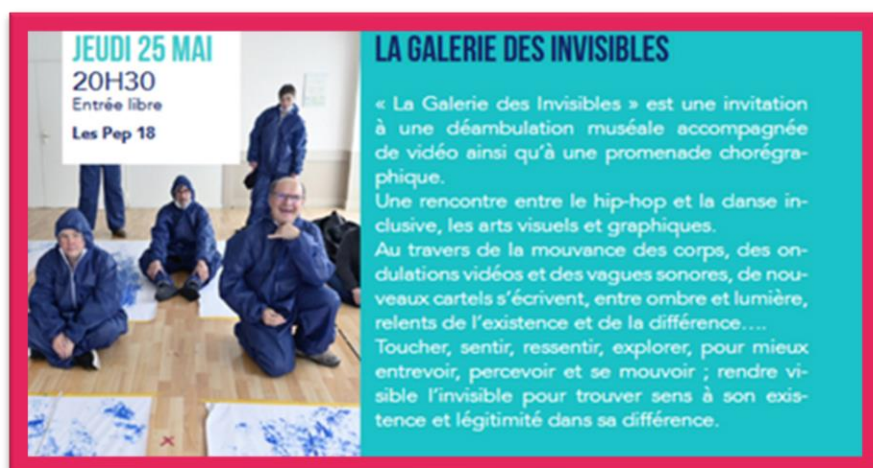 JEUDI 25 MAI
20H30
Entrée libre
Les Pep 18
LA GALERIE DES INVISIBLES
« La Galerie des Invisibles » est une invitation
à une déambulation muséale accompagnée
de vidéo ainsi qu'à une promenade chorégra-
phique.
Une rencontre entre le hip-hop et la danse in-
clusive, les arts visuels et graphiques.
Au travers de la mouvance des corps, des on-
dulations vidéos et des vagues sonores, de nou-
veaux cartels s'écrivent, entre ombre et lumière,
relents de l'existence et de la différence....
Toucher, sentir, ressentir, explorer, pour mieux
entrevoir, percevoir et se mouvoir ; rendre vi-
sible l'invisible pour trouver sens à son exis-
tence et légitimité dans sa différence.